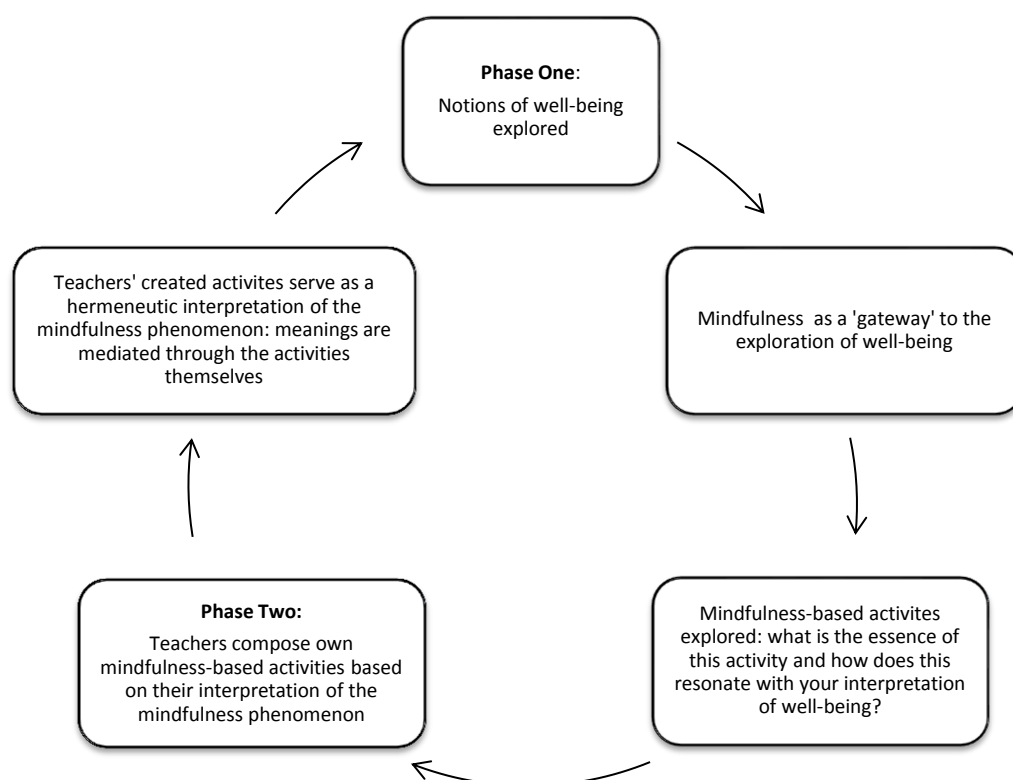 Phase One:
Notions of well-being
explored
Mindfulness as a 'gateway' to the
exploration of well-being
Mindfulness-based activites
explored: what is the essence of
this activity and how does this
resonate with your interpretation
of well-being?
Phase Two:
Teachers compose own
mindfulness-based activities based
on their interpretation of the
mindfulness phenomenon
Teachers' created activites serve as a
hermeneutic interpretation of the
mindfulness phenomenon: meanings are
mediated through the activities
themselves